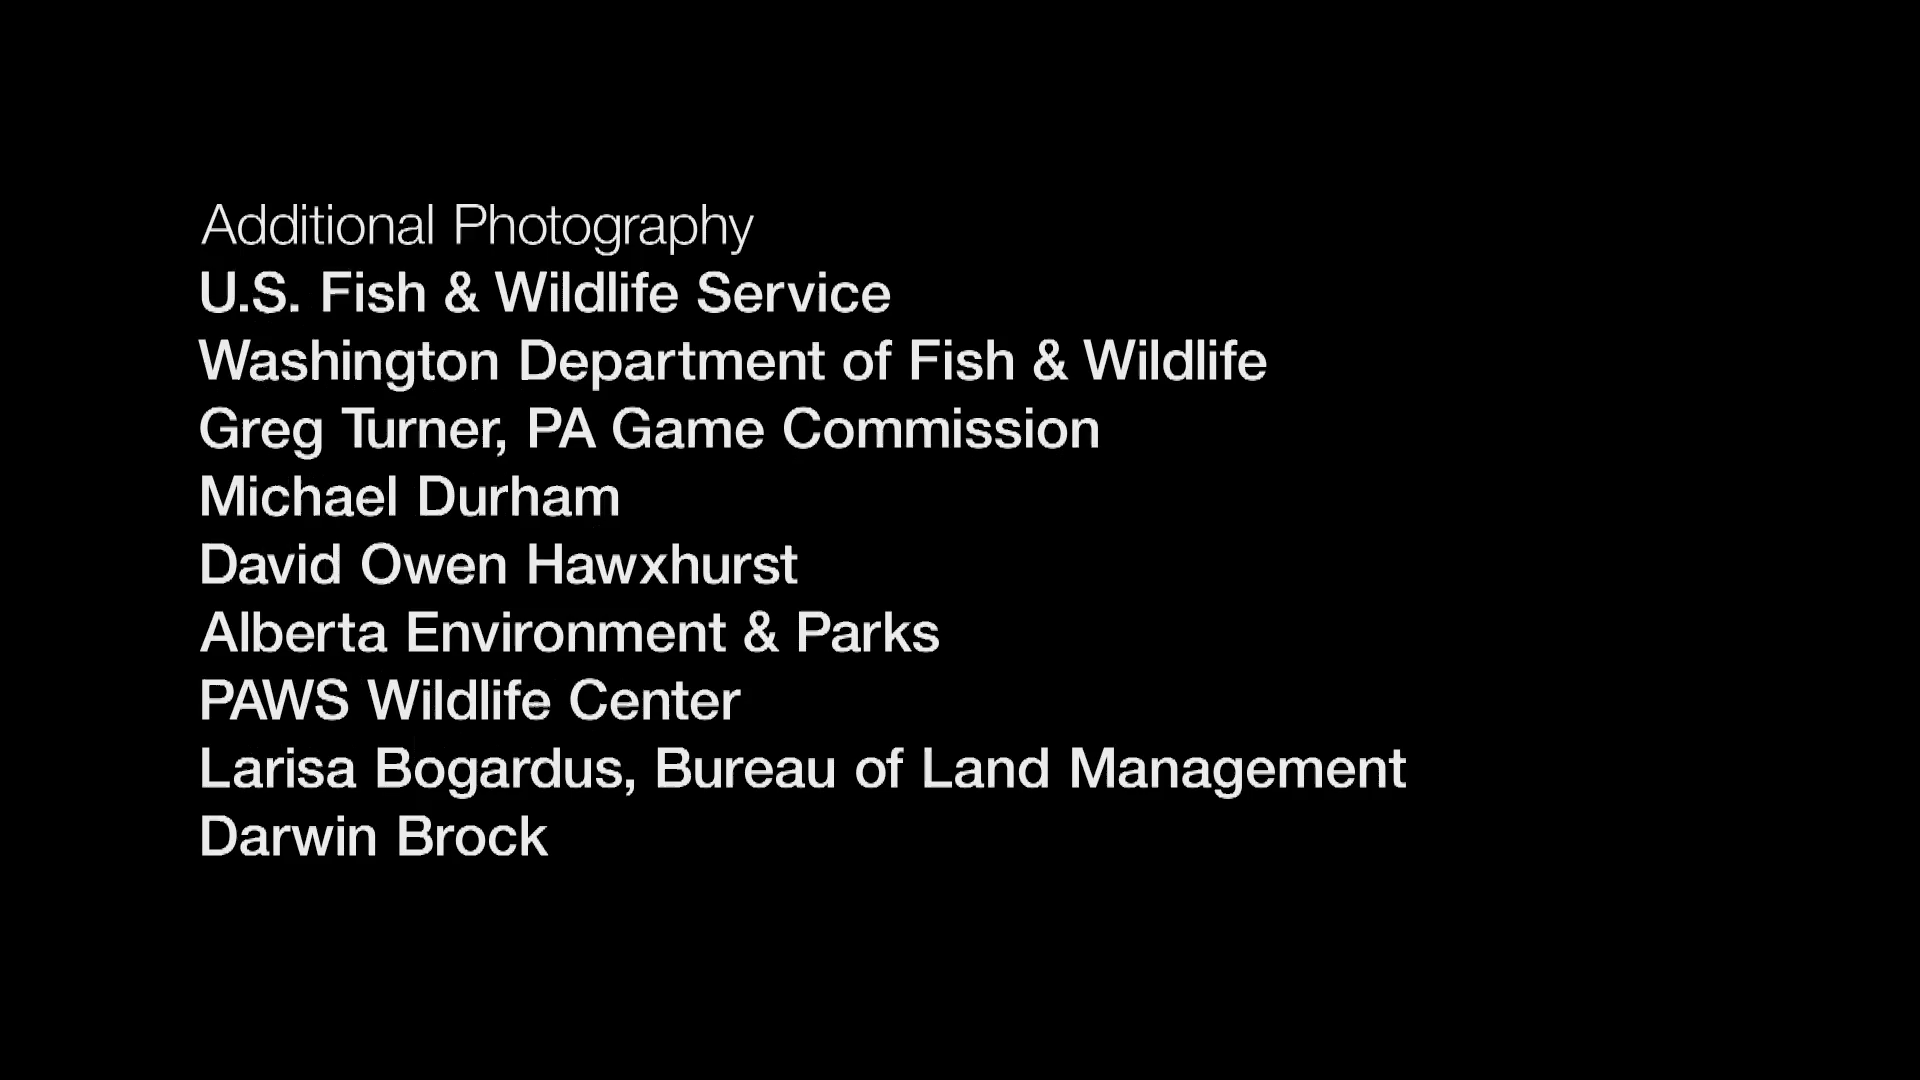 Additional Photography
U.S. Fish & Wildlife Service
Washington Department of Fish & Wildlife
Greg Turner, PA Game Commission
Michael Durham
David Owen Hawxhurst
Alberta Environment & Parks
PAWS Wildlife Center
Larisa Bogardus, Bureau of Land Management
Darwin Brock